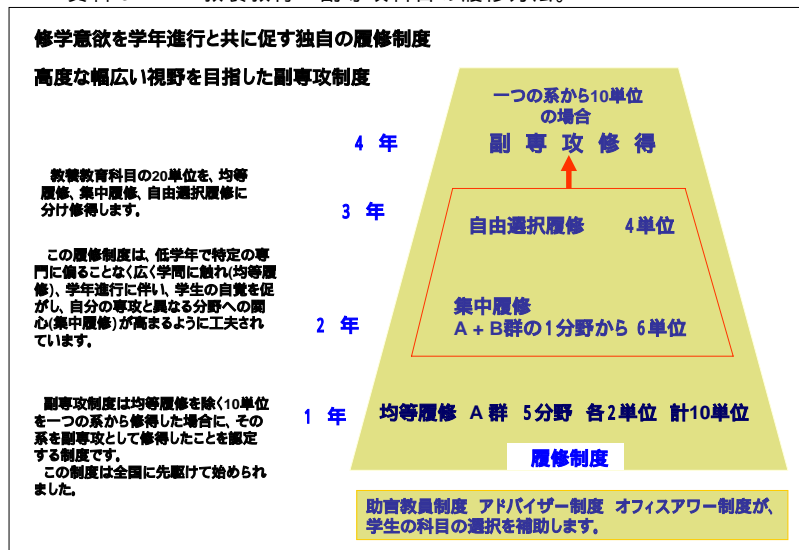 修学意欲を学年進行と共に促す独自の履修制度
高度な幅広い視野を目指した副専攻制度
教養教育科目の20単位を、均等
履修、集中履修、自由選択履修に
分け修得します。
この履修制度は、低学年で特定の専
門に偏ることなく広く学問に触れ(均等履
修)、学年進行に伴い、学生の自覚を促
がし、自分の専攻と異なる分野への関
心(集中履修)が高まるように工夫され
ています。
副専攻制度は均等履修を除く10単位
を一つの系から修得した場合に、その
系を副専攻として修得したことを認定
する制度です。
この制度は全国に先駆けて始められ
ました。
一つの系から10単位
の場合
4 年 副 専 攻 修 得
3 年
自由選択履修 4単位
集中履修
2 年 A + B群の1分野から 6単位
1 年 均等履修 A 群 5分野 各2単位 計10単位
履修制度
助言教員制度 アドバイザー制度 オフィスアワー制度が、
学生の科目の選択を補助します。